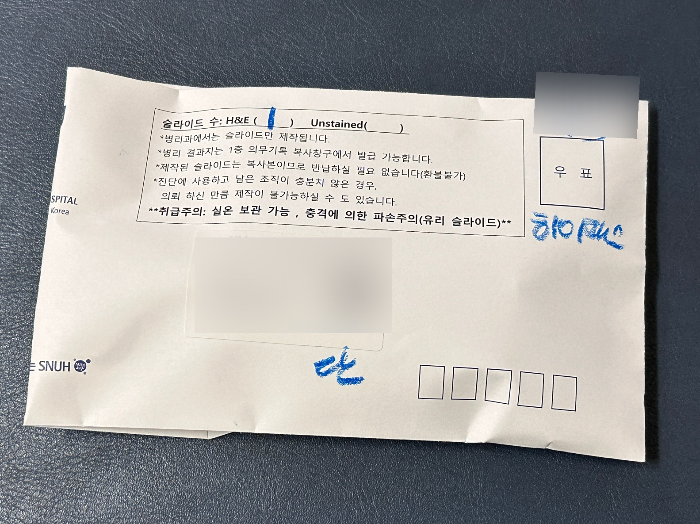 슬라이드 수: H&E ( 1 ) Unstained( )
*병리과에서는 슬라이드만 제작됩니다.
*병리 결과지는 1층 의무기록 복사창구에서 발급 가능합니다.
*제작된 슬라이드는 복사본이므로 반납하실 필요 없습니다(환불불가)
*진단에 사용하고 남은 조직이 충분치 않은 경우,
의뢰 하신 만큼 제작이 불가능하실 수도 있습니다.
**취급주의: 실온 보관 가능 , 충격에 의한 파손주의(유리 슬라이드)**
우 표
SPITAL
Korea
단
SNUH